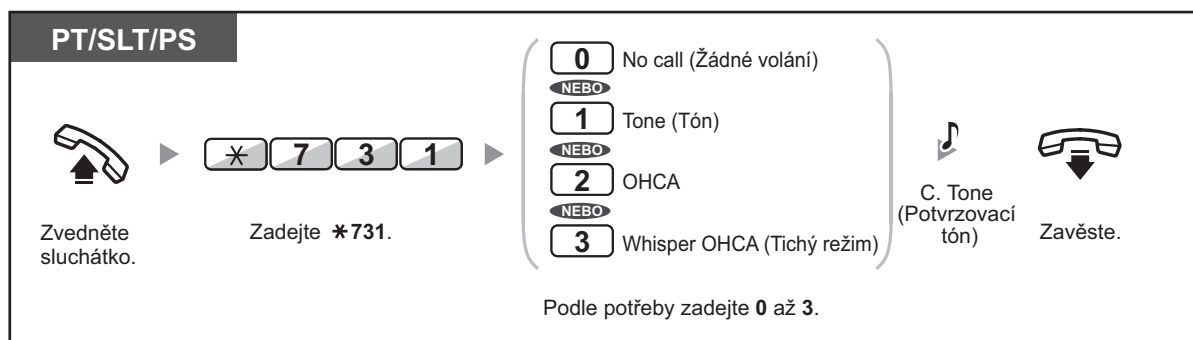 PT/SLT/PS
Zvedněte
sluchátko.
✱ 7 3 1
Zadejte ✱731.
0 No call (Žádné volání)
NEBO
1 Tone (Tón)
NEBO
2 OHCA
NEBO
3 Whisper OHCA (Tichý režim)
Podle potřeby zadejte 0 až 3.
C. Tone
(Potvrzovací
tón)
Zavěste.